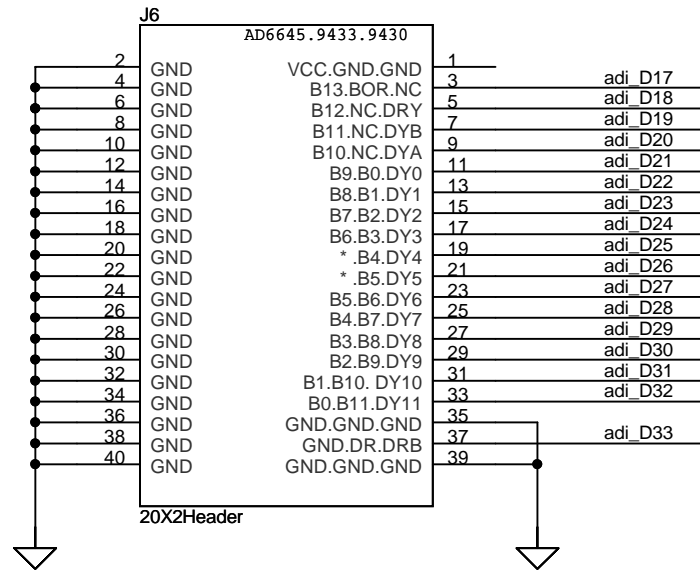 J6
AD6645.9433.9430
2 GND VCC.GND.GND 1
4 GND B13.BOR.NC 3 adi_D17
6 GND B12.NC.DRY 5 adi_D18
8 GND B11.NC.DYB 7 adi_D19
10 GND B10.NC.DYA 9 adi_D20
12 GND B9.B0.DY0 11 adi_D21
14 GND B8.B1.DY1 13 adi_D22
16 GND B7.B2.DY2 15 adi_D23
18 GND B6.B3.DY3 17 adi_D24
20 GND * .B4.DY4 19 adi_D25
22 GND * .B5.DY5 21 adi_D26
24 GND B5.B6.DY6 23 adi_D27
26 GND B4.B7.DY7 25 adi_D28
28 GND B3.B8.DY8 27 adi_D29
30 GND B2.B9.DY9 29 adi_D30
32 GND B1.B10. DY10 31 adi_D31
34 GND B0.B11.DY11 33 adi_D32
36 GND GND.GND.GND 35
38 GND GND.DR.DRB 37 adi_D33
40 GND GND.GND.GND 39
20X2Header